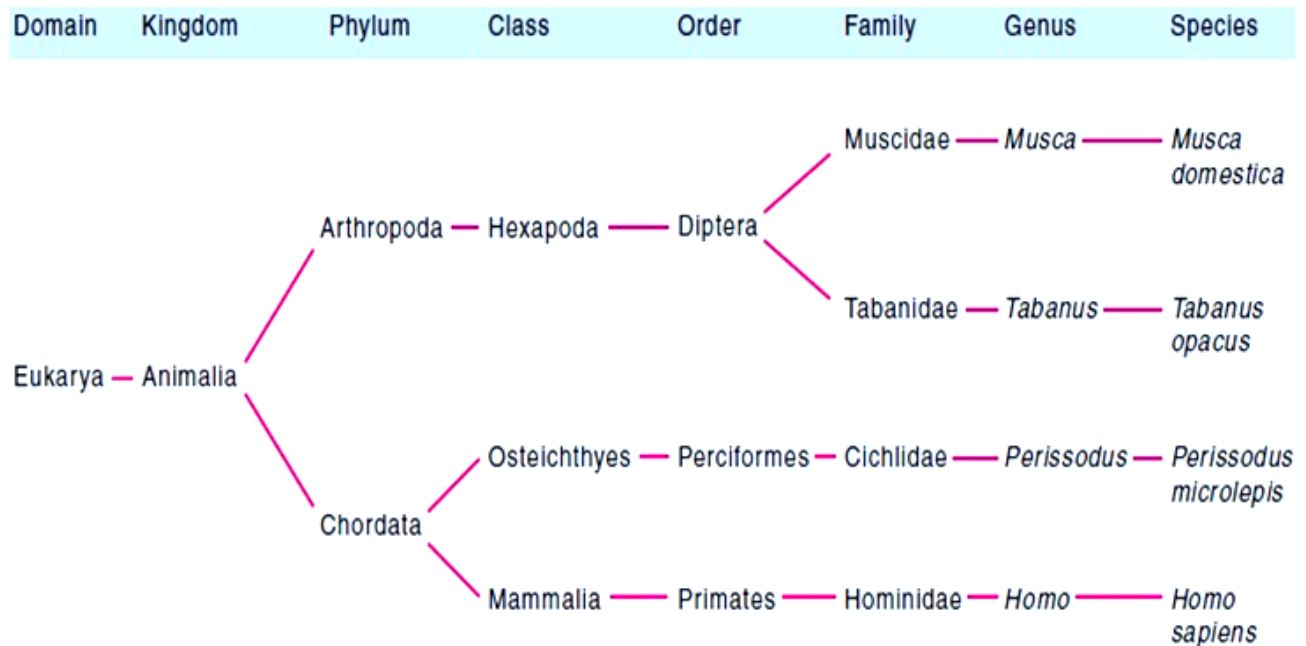 Domain Kingdom Phylum Class Order Family Genus Species
Muscidae Musca Musca
domestica
Arthropoda Hexapoda Diptera
Tabanidae Tabanus Tabanus
opacus
Eukarya Animalia
Osteichthyes Perciformes Cichlidae Perissodus Perissodus
microlepis
Chordata
Mammalia Primates Hominidae Homo Homo
sapiens